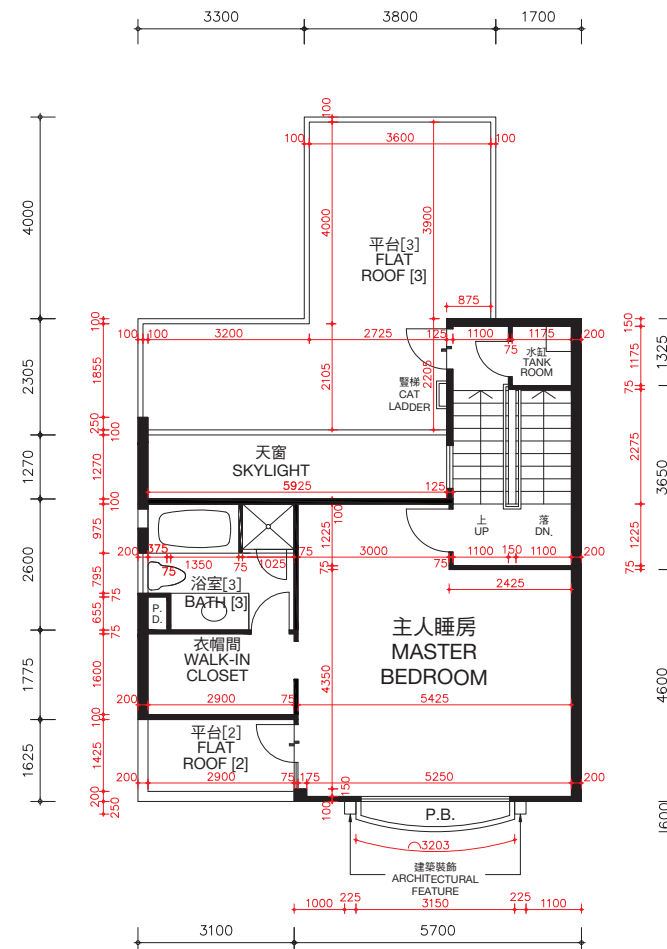 3300 3800 1700
100
100 3600 100
4000
4000
3900
平台[3]
FLAT
ROOF [3]
875
100
150
100 100 3200 2725 125 1100 1175 200
75
水缸
TANK
ROOM
1175
1325
2305
1855
2105
2205
豎梯
CAT
LADDER
75
250
100
1270
1270
天窗
SKYLIGHT
5925 125
2275
3650
100
100
975
1225
上
UP
落
DN.
1225
200 375 75 1350 75 1025 75 3000 75 1100 150 1100 200
75
75
2600
795
浴室[3]
BATH [3]
2425
75
655
P.
D.
75
主人睡房
MASTER
BEDROOM
衣帽間
WALK-IN
CLOSET
1775
1600
4350
4600
200 2900 75 5425
100
平台[2]
FLAT
ROOF [2]
1625
1425
200 2900 75 175 5250 200
150
200
250
100
P.B.
600
3203
建築裝飾
ARCHITECTURAL
FEATURE
1000 225 3150 225 1100
3100 5700